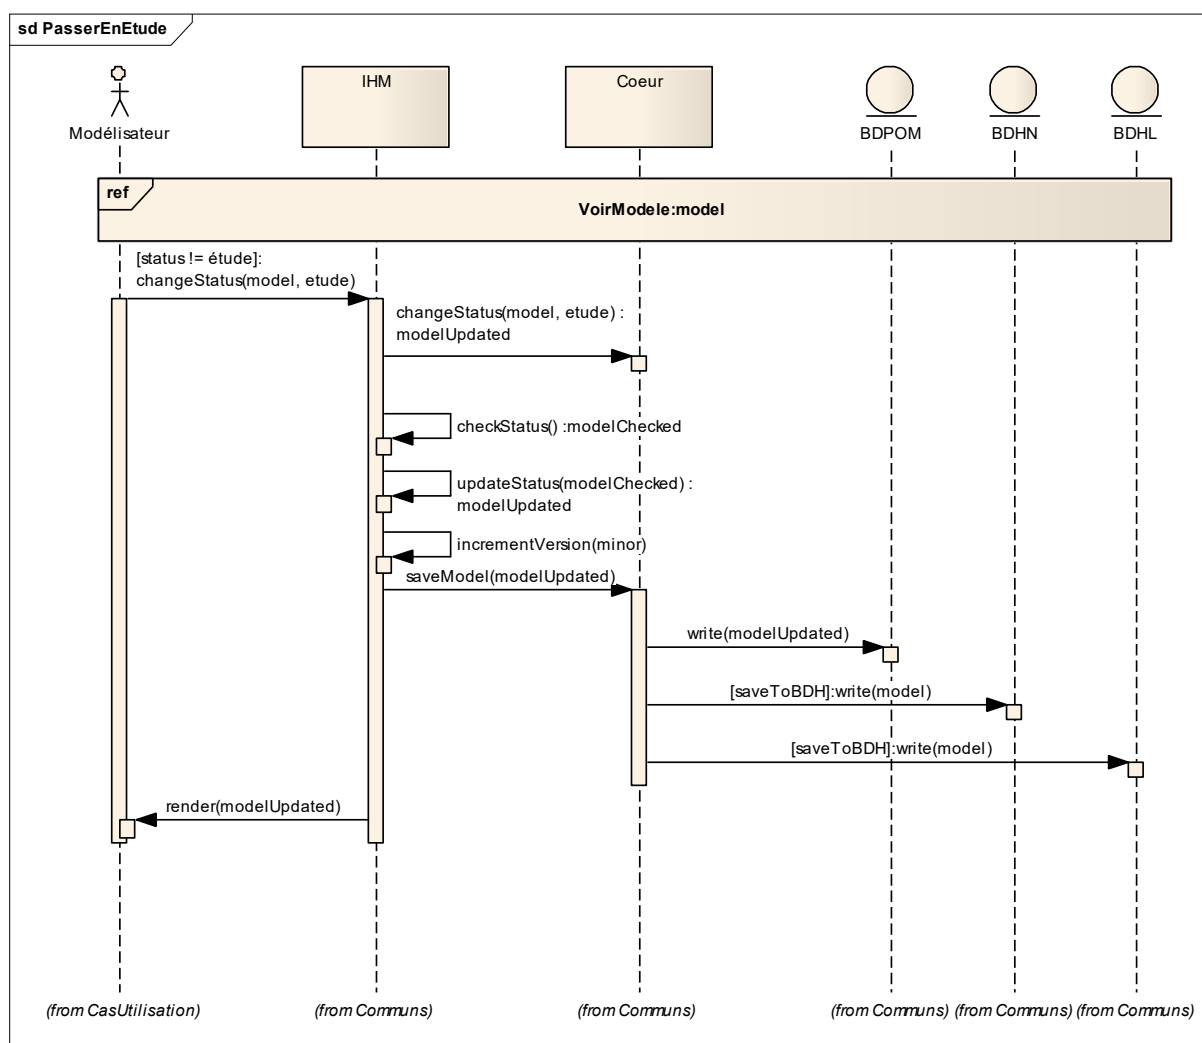 sd PasserEnEtude
IHM
Coeur
Modélisateur
BDPOM
BDHN
BDHL
ref
VoirModele:model
[status != étude]:
changeStatus(model, etude)
changeStatus(model, etude) :
modelUpdated
checkStatus() :modelChecked
updateStatus(modelChecked) :
modelUpdated
incrementVersion(minor)
saveModel(modelUpdated)
write(modelUpdated)
[saveToBDH]:write(model)
[saveToBDH]:write(model)
render(modelUpdated)
(from CasUtilisation)
(from Communs)
(from Communs)
(from Communs)
(from Communs)
(from Communs)